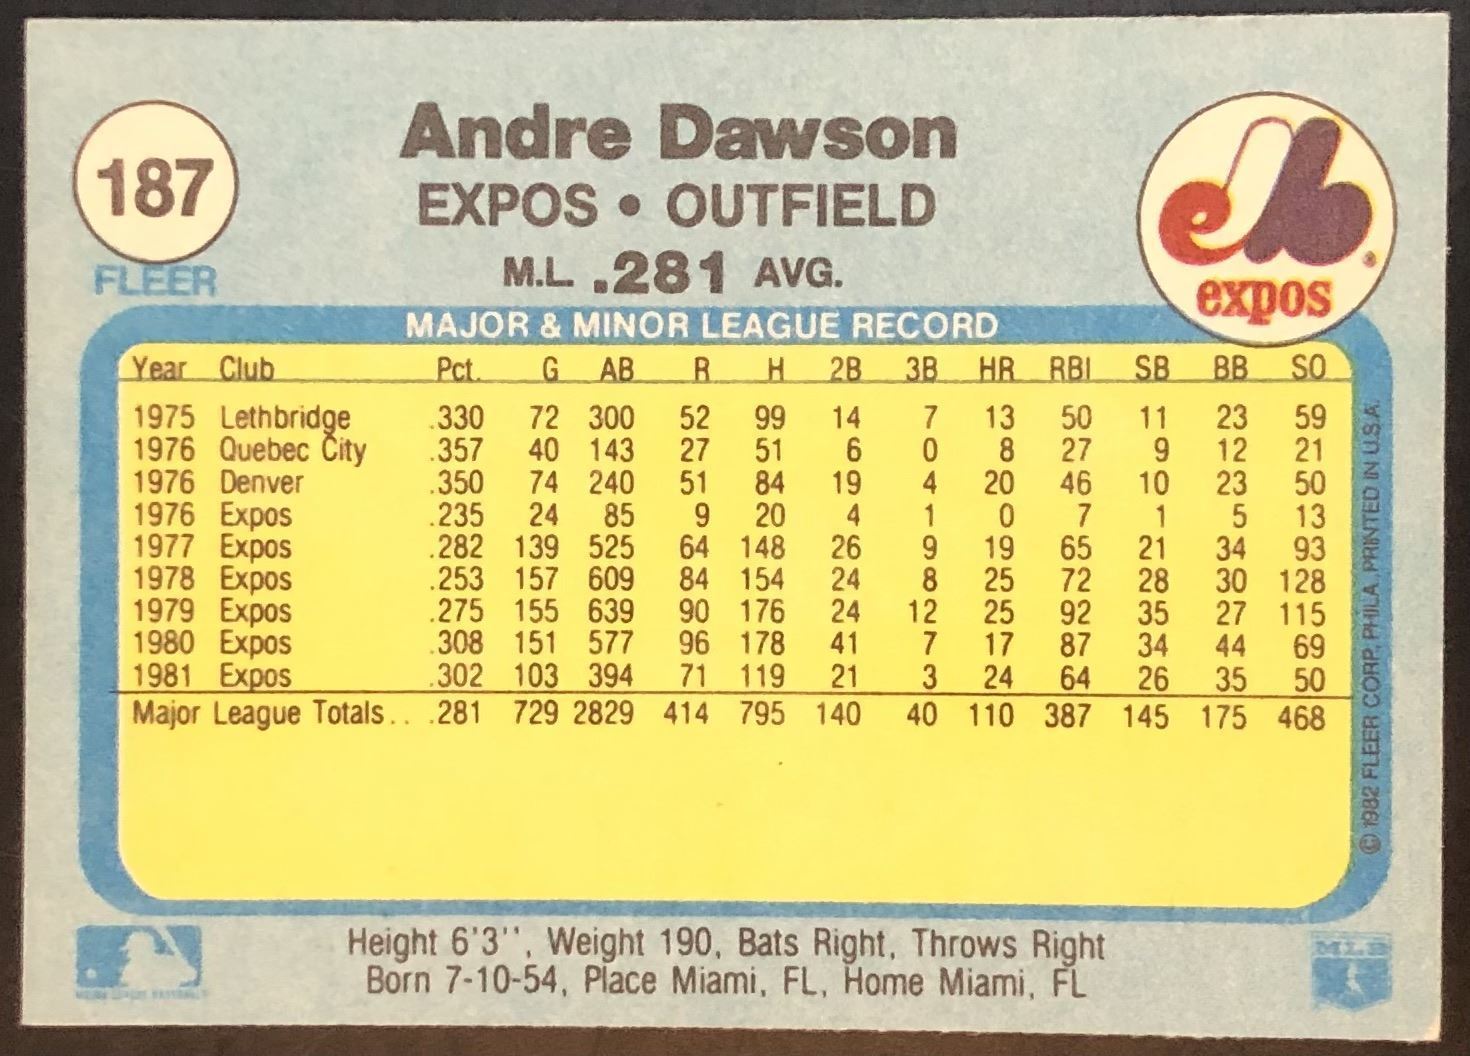 187
FLEER
Andre Dawson
EXPOS • OUTFIELD
M.L. .281 AVG.
expos
MAJOR & MINOR LEAGUE RECORD
Year Club Pct. G AB R H 2B 3B HR RBI SB BB SO
1975 Lethbridge .330 72 300 52 99 14 7 13 50 11 23 59
1976 Quebec City .357 40 143 27 51 6 0 8 27 9 12 21
1976 Denver .350 74 240 51 84 19 4 20 46 10 23 50
1976 Expos .235 24 85 9 20 4 1 0 7 1 5 13
1977 Expos .282 139 525 64 148 26 9 19 65 21 34 93
1978 Expos .253 157 609 84 154 24 8 25 72 28 30 128
1979 Expos .275 155 639 90 176 24 12 25 92 35 27 115
1980 Expos .308 151 577 96 178 41 7 17 87 34 44 69
1981 Expos .302 103 394 71 119 21 3 24 64 26 35 50
Major League Totals.. .281 729 2829 414 795 140 40 110 387 145 175 468
© 1982 FLEER CORP., PHILA., PRINTED IN U.S.A.
Height 6'3'', Weight 190, Bats Right, Throws Right
Born 7-10-54, Place Miami, FL, Home Miami, FL
MAJOR LEAGUE BASEBALL
MLB